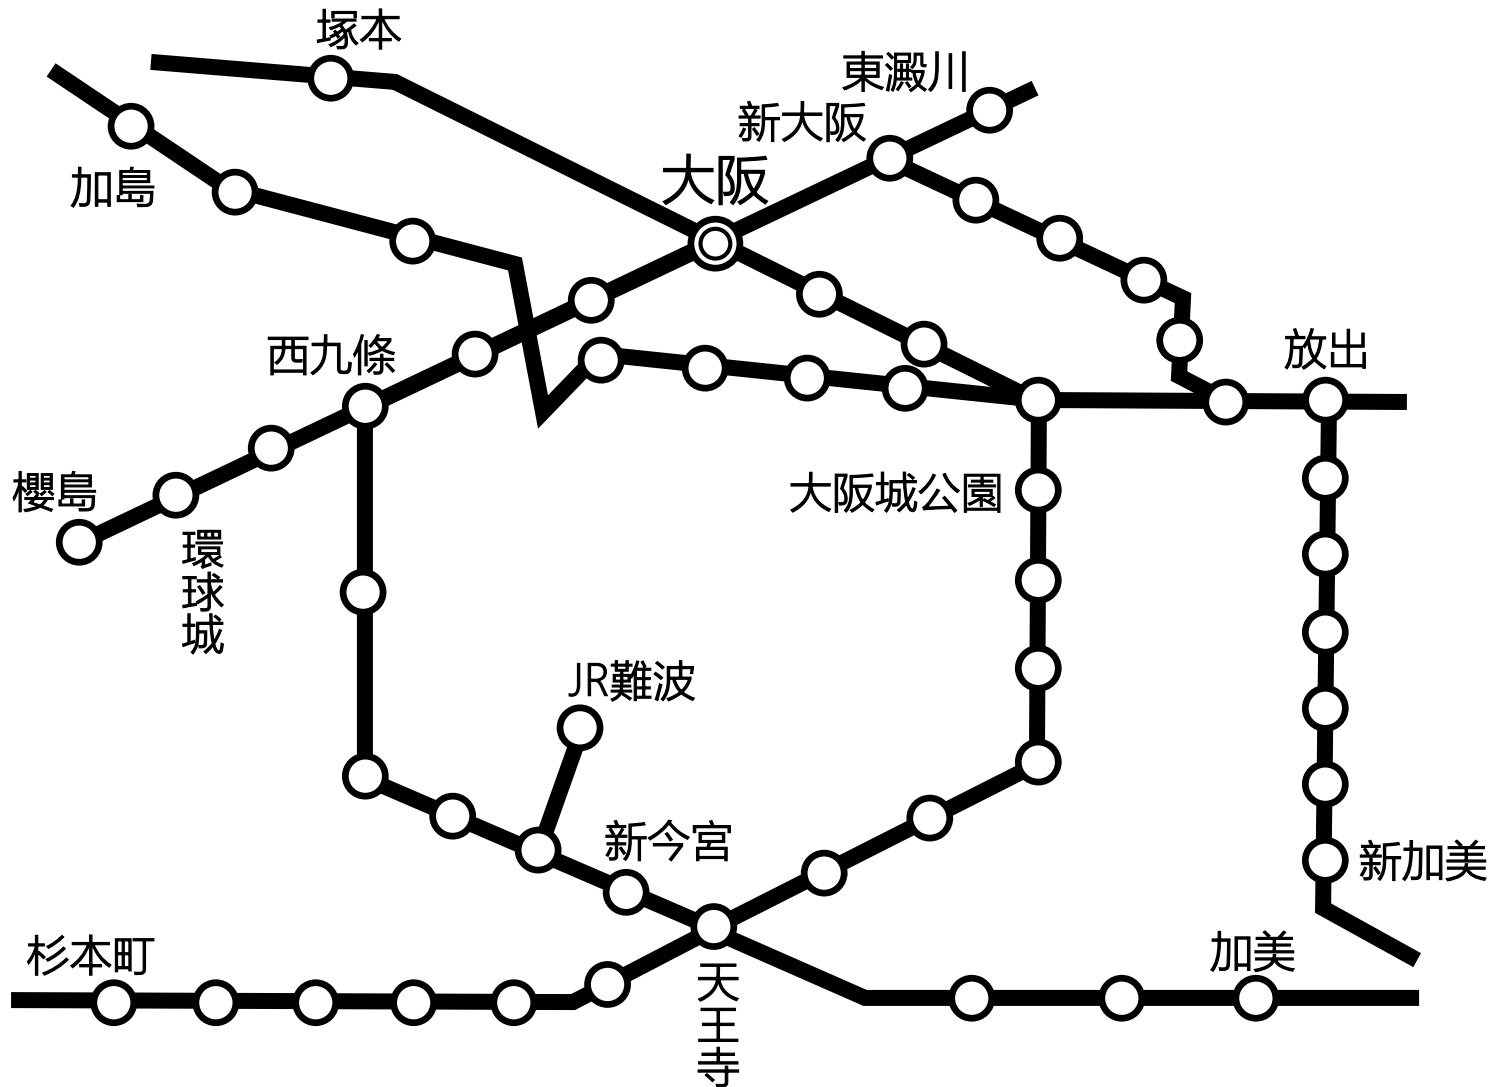 塚本
東澱川
新大阪
大阪
加島
放出
西九條
櫻島
大阪城公園
環球城
JR難波
新今宮
新加美
杉本町
加美
天王寺